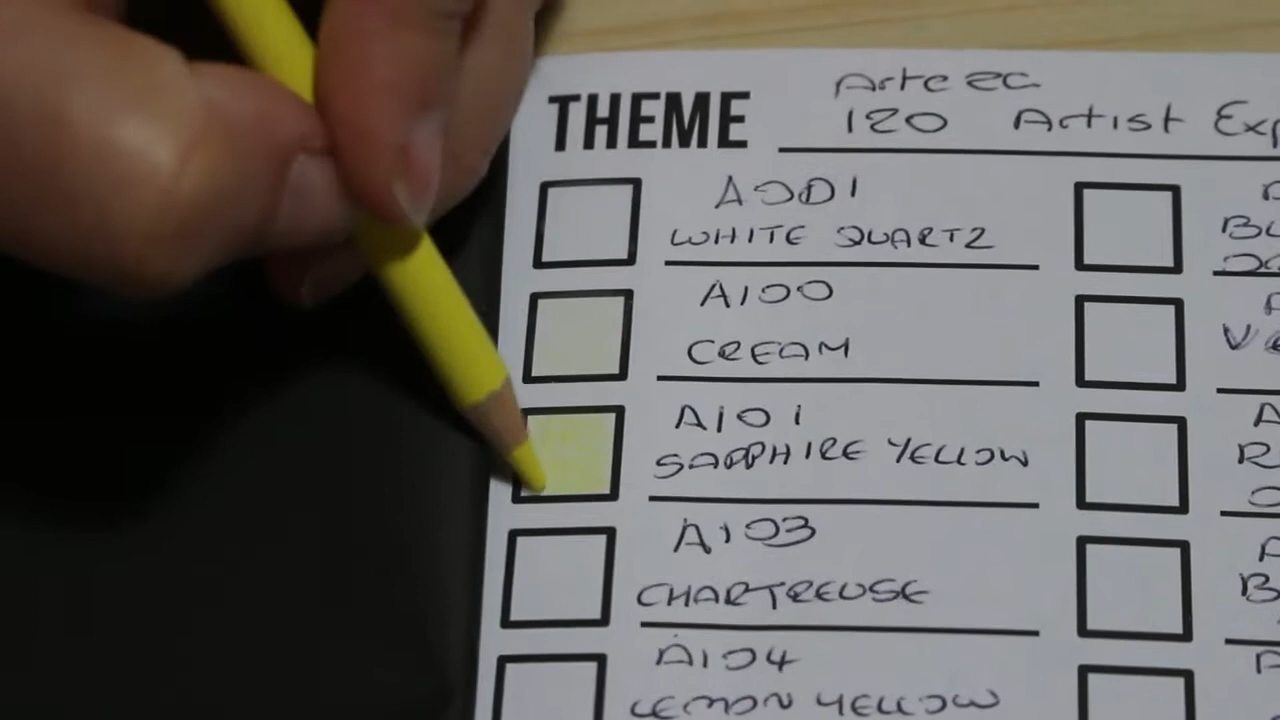 Arteza
THEME 120 Artist Exp
A001
WHITE QUARTZ
A100
CREAM
A101
SAPPHIRE YELLOW
A103
CHARTREUSE
A104
LEMON YELLOW